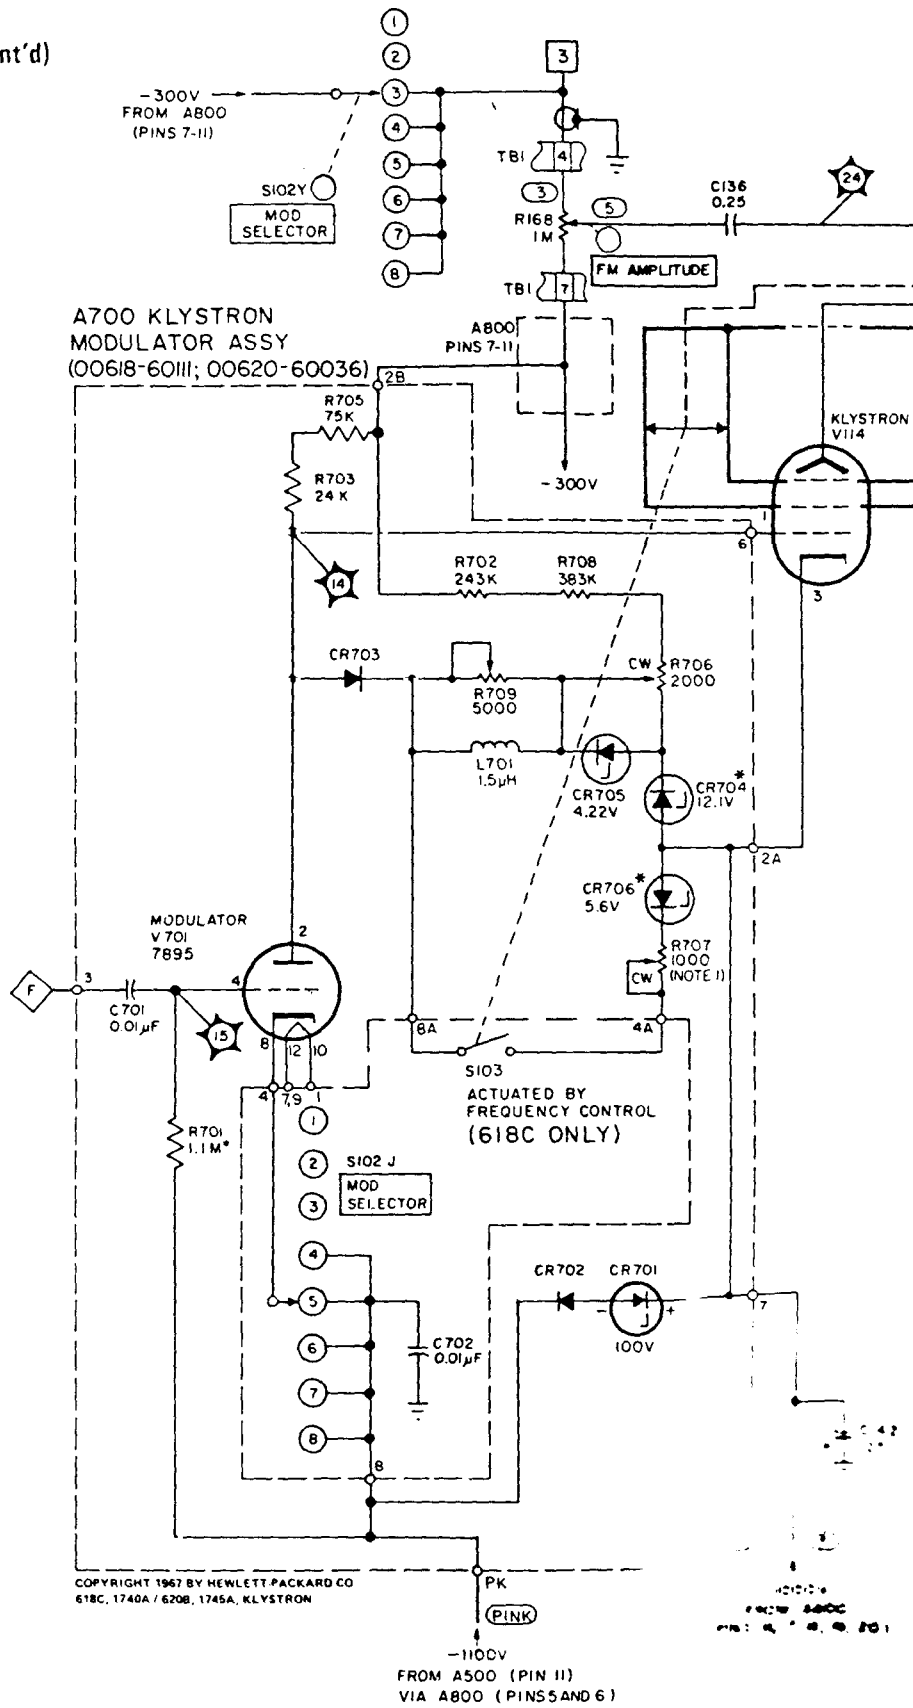 nt'd)
1
2
3
4
5
6
7
8
3
-300V
FROM A800
(PINS 7-11)
S102Y
MOD
SELECTOR
TB1
4
3
R168
1M
5
FM AMPLITUDE
TB1
7
C136
0.25
24
A700 KLYSTRON
MODULATOR ASSY
(00618-60111; 00620-60036)
A800
PINS 7-11
2B
-300V
R705
75K
R703
24K
KLYSTRON
V114
1
6
3
14
R702
243K
R708
383K
CR703
R709
5000
CW
R706
2000
L701
1.5µH
CR705
4.22V
CR704*
12.1V
2A
CR706*
5.6V
R707
1000
(NOTE 1)
CW
MODULATOR
V701
7895
2
F
3
C701
0.01µF
4
15
8
12
10
8A
4A
S103
ACTUATED BY
FREQUENCY CONTROL
(618C ONLY)
4
7,9
1
R701
1.1M*
1
2
3
4
5
6
7
8
S102 J
MOD
SELECTOR
C702
0.01µF
CR702
CR701
-
+
100V
7
8
COPYRIGHT 1967 BY HEWLETT-PACKARD CO
618C, 1740A / 620B, 1745A, KLYSTRON
PK
PINK
-1100V
FROM A500 (PIN 11)
VIA A800 (PINS 5 AND 6)